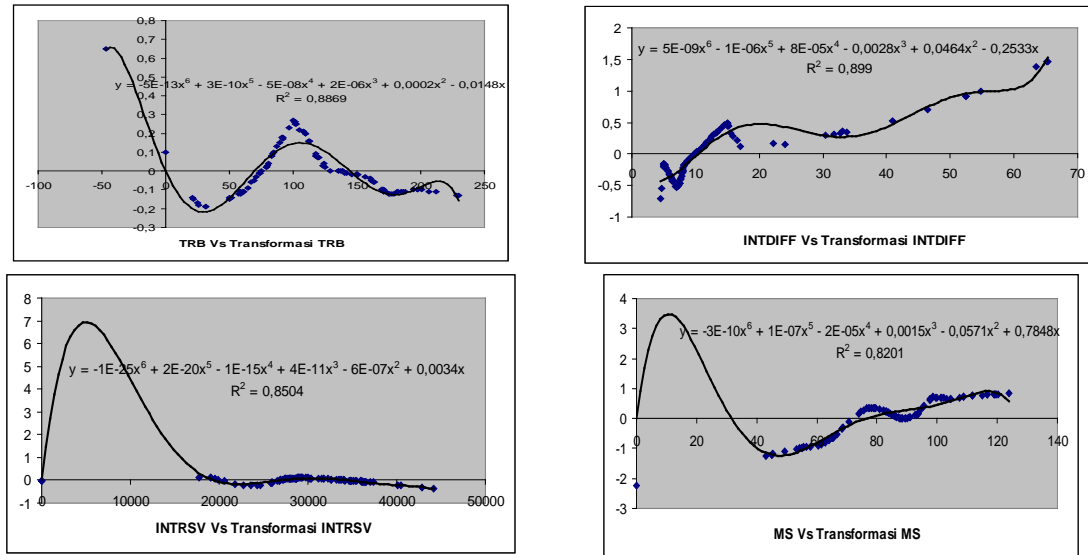 0,8
0,7
0,6
0,5
0,4
0,3
0,2
0,1
0
-0,1
-0,2
-0,3
-100 -50 0 50 100 150 200 250
y = -5E-13x6 + 3E-10x5 - 5E-08x4 + 2E-06x3 + 0,0002x2 - 0,0148x
R2 = 0,8869
TRB Vs Transformasi TRB
2
1,5
1
0,5
0
-0,5
-1
0 10 20 30 40 50 60 70
y = 5E-09x6 - 1E-06x5 + 8E-05x4 - 0,0028x3 + 0,0464x2 - 0,2533x
R2 = 0,899
INTDIFF Vs Transformasi INTDIFF
8
7
6
5
4
3
2
1
0
-1
0 10000 20000 30000 40000 50000
y = -1E-25x6 + 2E-20x5 - 1E-15x4 + 4E-11x3 - 6E-07x2 + 0,0034x
R2 = 0,8504
INTRSV Vs Transformasi INTRSV
4
3
2
1
0
-1
-2
-3
0 20 40 60 80 100 120 140
y = -3E-10x6 + 1E-07x5 - 2E-05x4 + 0,0015x3 - 0,0571x2 + 0,7848x
R2 = 0,8201
MS Vs Transformasi MS